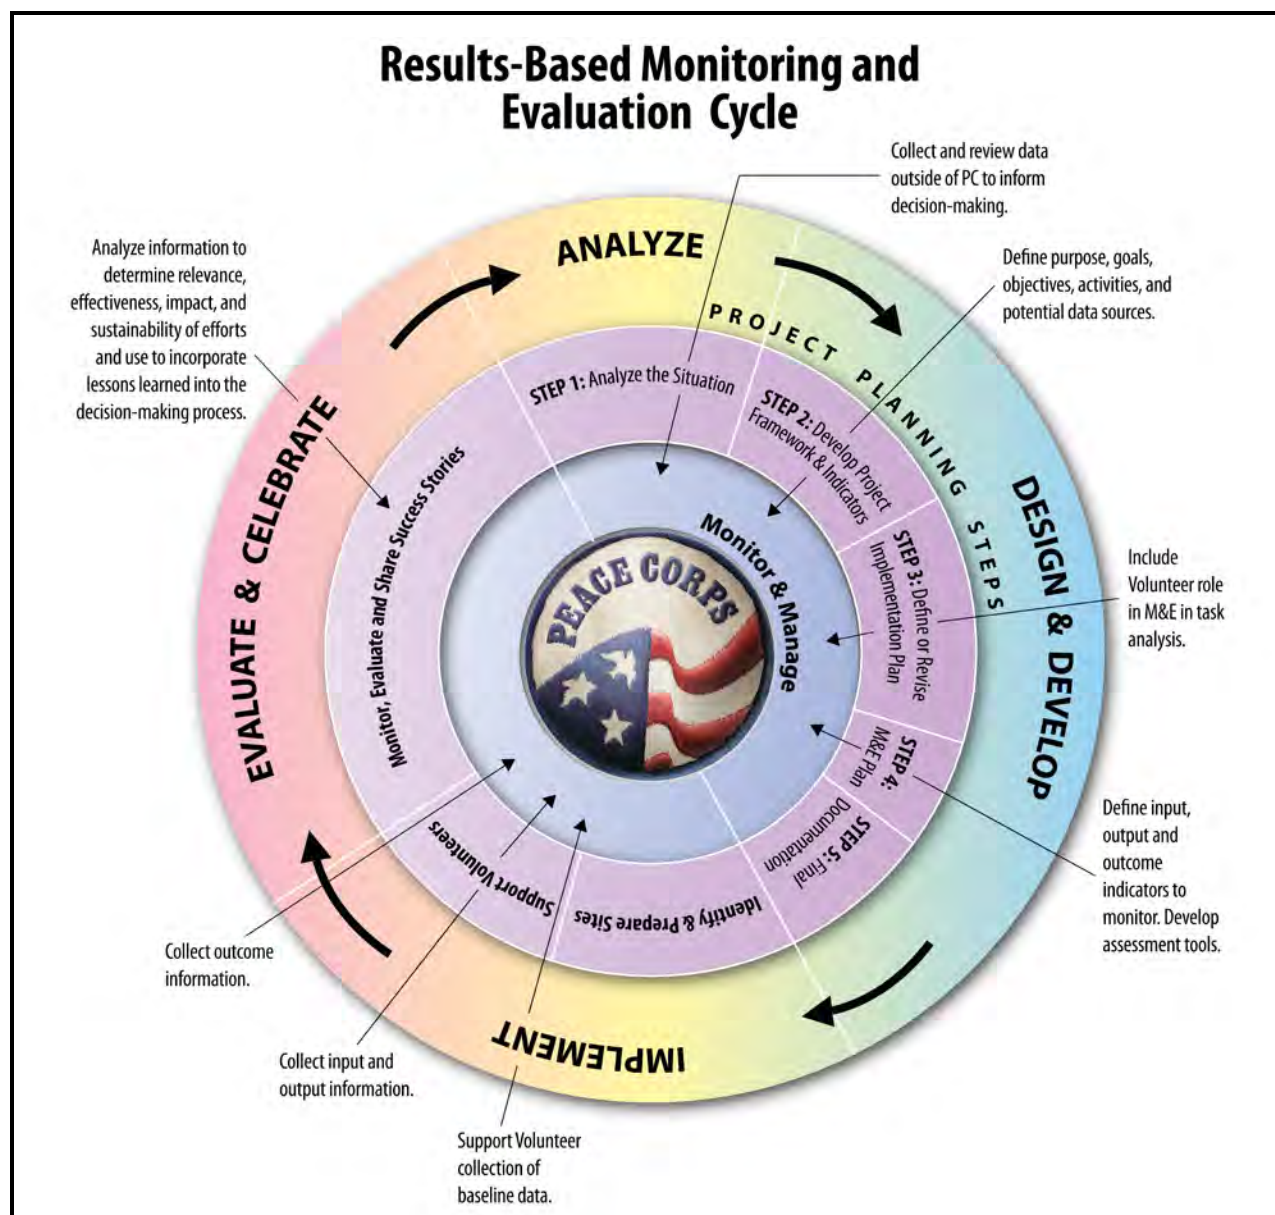 Results-Based Monitoring and
Evaluation Cycle
Collect and review data
outside of PC to inform
decision-making.
Define purpose, goals,
objectives, activities, and
potential data sources.
Include
Volunteer role
in M&E in task
analysis.
Define input,
output and
outcome
indicators to
monitor. Develop
assessment tools.
Support Volunteer
collection of
baseline data.
Collect input and
output information.
Collect outcome
information.
Analyze information to
determine relevance,
effectiveness, impact, and
sustainability of efforts
and use to incorporate
lessons learned into the
decision-making process.
ANALYZE
DESIGN & DEVELOP
IMPLEMENT
EVALUATE & CELEBRATE
PROJECT PLANNING STEPS
STEP 1: Analyze the Situation
STEP 2: Develop Project
Framework & Indicators
STEP 3: Define or Revise
Implementation Plan
STEP 4:
M&E Plan
STEP 5: Final
Documentation
Identify & Prepare Sites
Support Volunteers
Monitor, Evaluate and Share Success Stories
Monitor & Manage
PEACE CORPS